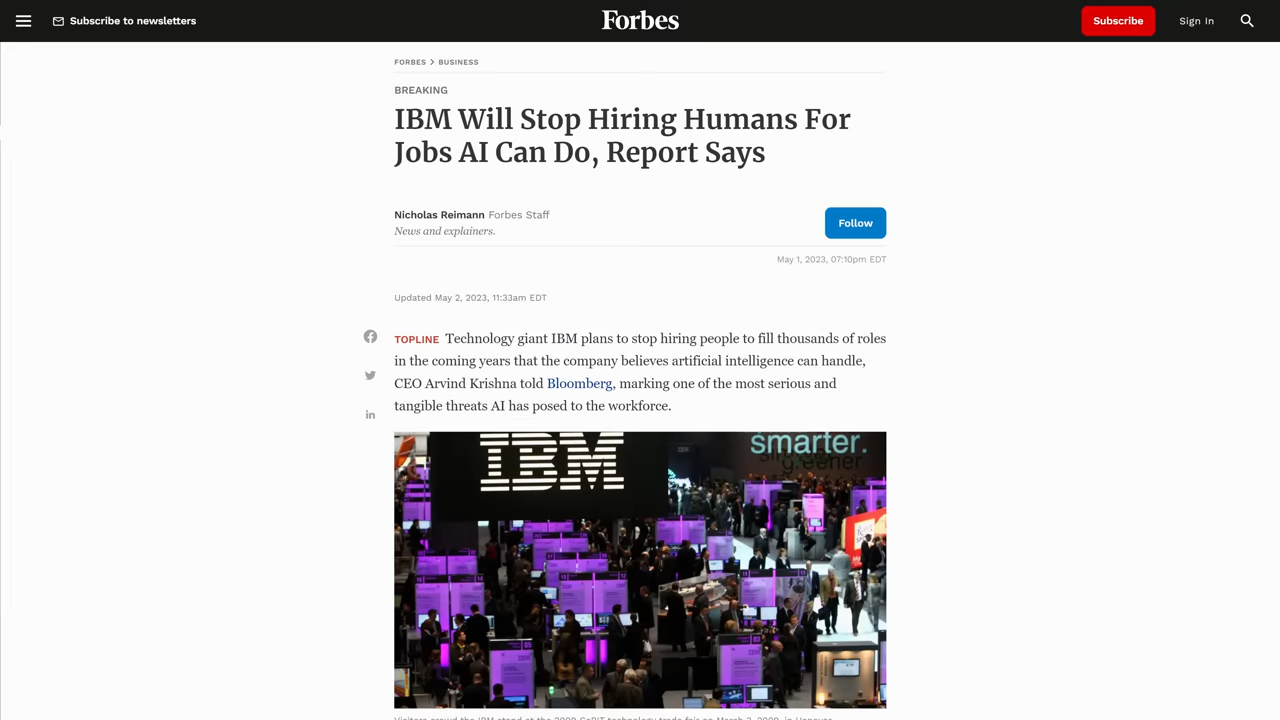 Subscribe to newsletters
Forbes
Subscribe
Sign In
FORBES > BUSINESS
BREAKING
IBM Will Stop Hiring Humans For
Jobs AI Can Do, Report Says
Nicholas Reimann Forbes Staff
News and explainers.
Follow
May 1, 2023, 07:10pm EDT
Updated May 2, 2023, 11:33am EDT
TOPLINE Technology giant IBM plans to stop hiring people to fill thousands of roles
in the coming years that the company believes artificial intelligence can handle,
CEO Arvind Krishna told Bloomberg, marking one of the most serious and
tangible threats AI has posed to the workforce.
IBM
smarter.
greener